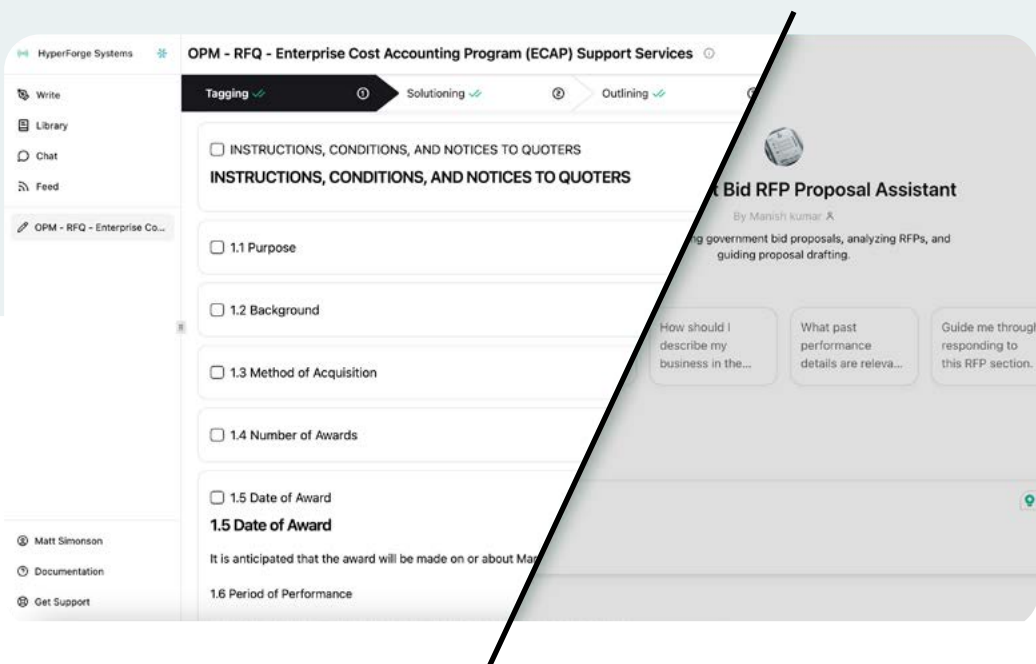 HyperForge Systems
Write
Library
Chat
Feed
OPM - RFQ - Enterprise Co...
Matt Simonson
Documentation
Get Support
OPM - RFQ - Enterprise Cost Accounting Program (ECAP) Support Services
Tagging 1 Solutioning 2 Outlining
INSTRUCTIONS, CONDITIONS, AND NOTICES TO QUOTERS
INSTRUCTIONS, CONDITIONS, AND NOTICES TO QUOTERS
1.1 Purpose
1.2 Background
1.3 Method of Acquisition
1.4 Number of Awards
1.5 Date of Award
1.5 Date of Award
It is anticipated that the award will be made on or about
1.6 Period of Performance
Bid RFP Proposal Assistant
By Manish kumar
government bid proposals, analyzing RFPs, and
guiding proposal drafting.
How should I
describe my
business in the...
What past
performance
details are releva...
Guide me through
responding to
this RFP section.